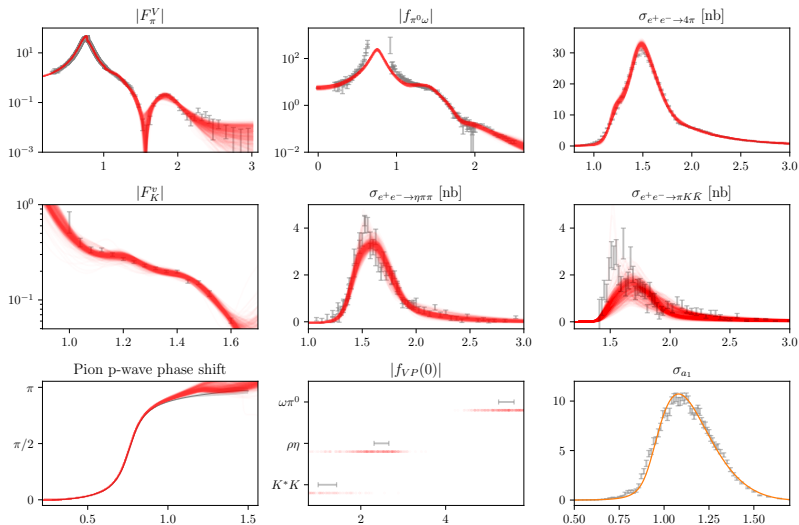 |F_π^V|
10^1
10^−1
10^−3
1 2 3
|f_{π^0ω}|
10^2
10^0
10^−2
0 1 2
σ_{e^+e^−→4π} [nb]
30
20
10
0
1.0 1.5 2.0 2.5 3.0
|F_K^v|
10^0
10^−1
1.0 1.2 1.4 1.6
σ_{e^+e^−→ηππ} [nb]
4
2
0
1.0 1.5 2.0 2.5 3.0
σ_{e^+e^−→πKK̄} [nb]
4
2
0
1.5 2.0 2.5 3.0
Pion p-wave phase shift
π
π/2
0
0.5 1.0 1.5
|f_{VP}(0)|
ωπ^0
ρη
K^*K
2 4
σ_{a_1}
10
5
0
0.50 0.75 1.00 1.25 1.50